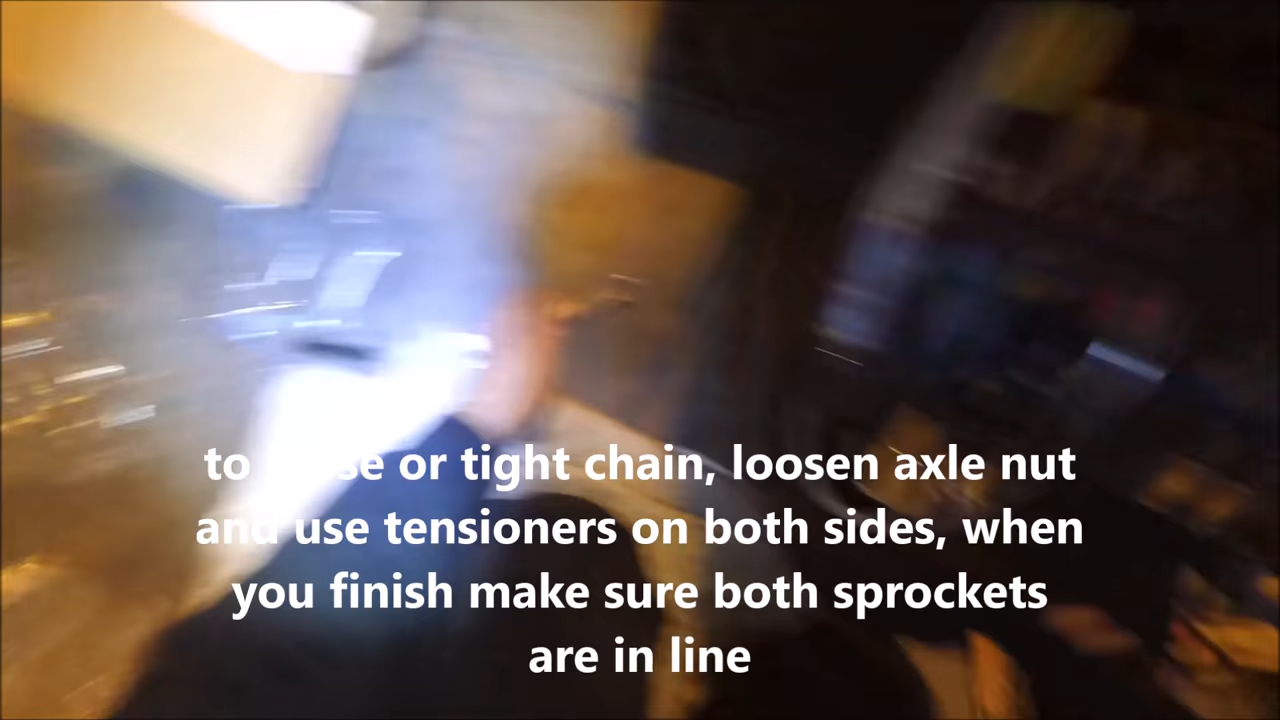 to or tight chain, loosen axle nut
and use tensioners on both sides, when
you finish make sure both sprockets
are in line